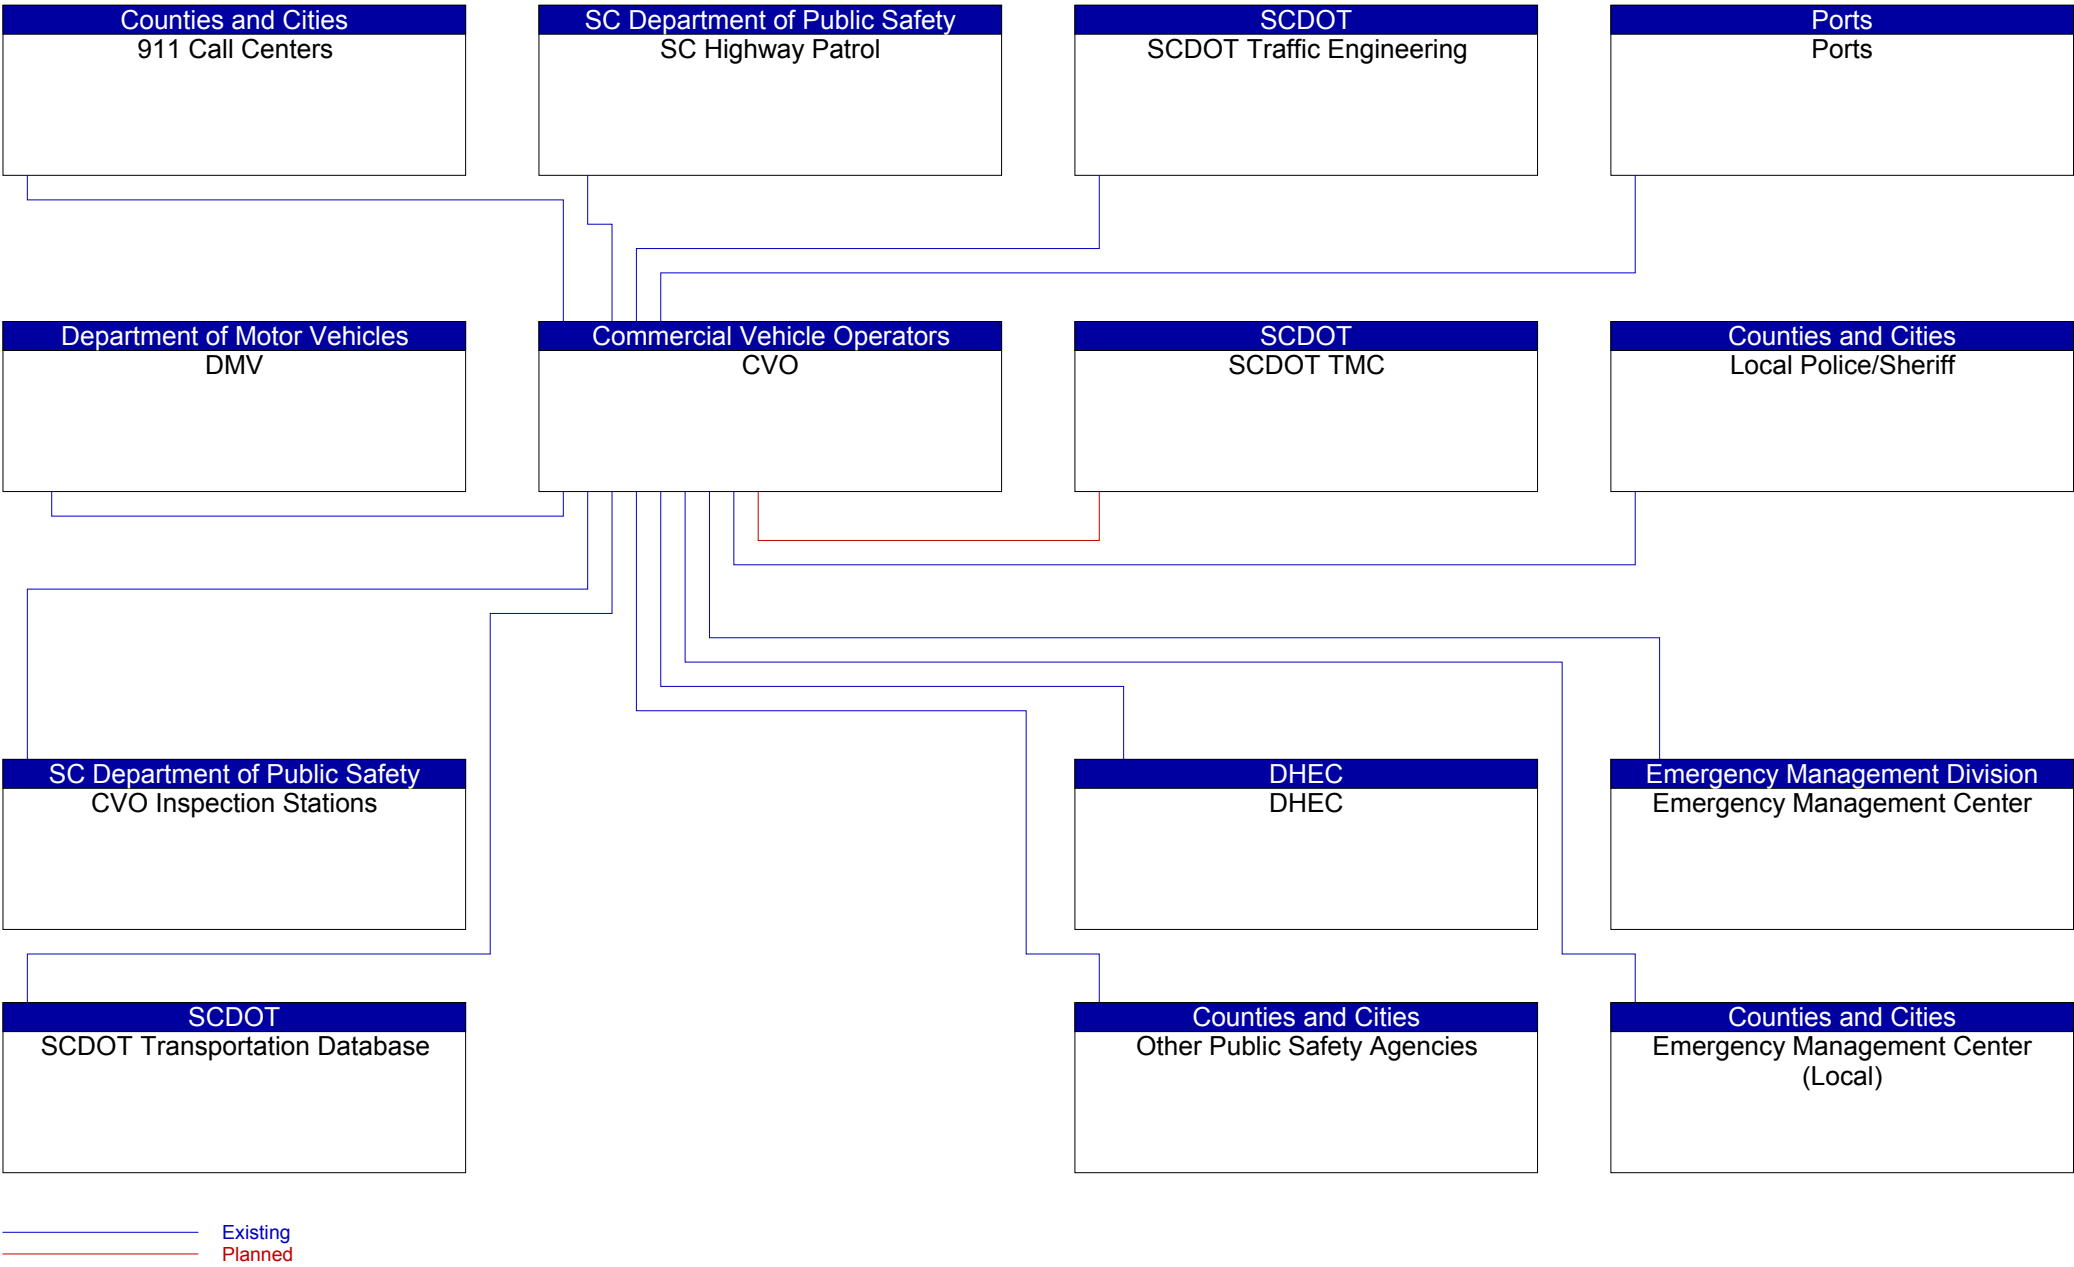 Counties and Cities
911 Call Centers
SC Department of Public Safety
SC Highway Patrol
SCDOT
SCDOT Traffic Engineering
Ports
Ports
Department of Motor Vehicles
DMV
Commercial Vehicle Operators
CVO
SCDOT
SCDOT TMC
Counties and Cities
Local Police/Sheriff
SC Department of Public Safety
CVO Inspection Stations
DHEC
DHEC
Emergency Management Division
Emergency Management Center
SCDOT
SCDOT Transportation Database
Counties and Cities
Other Public Safety Agencies
Counties and Cities
Emergency Management Center
(Local)
Existing
Planned